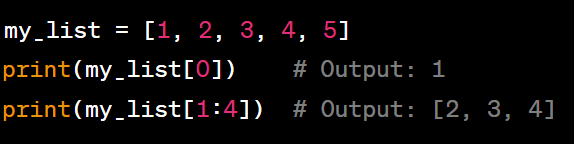 my_list = [1, 2, 3, 4, 5]
print(my_list[0])    # Output: 1
print(my_list[1:4])  # Output: [2, 3, 4]